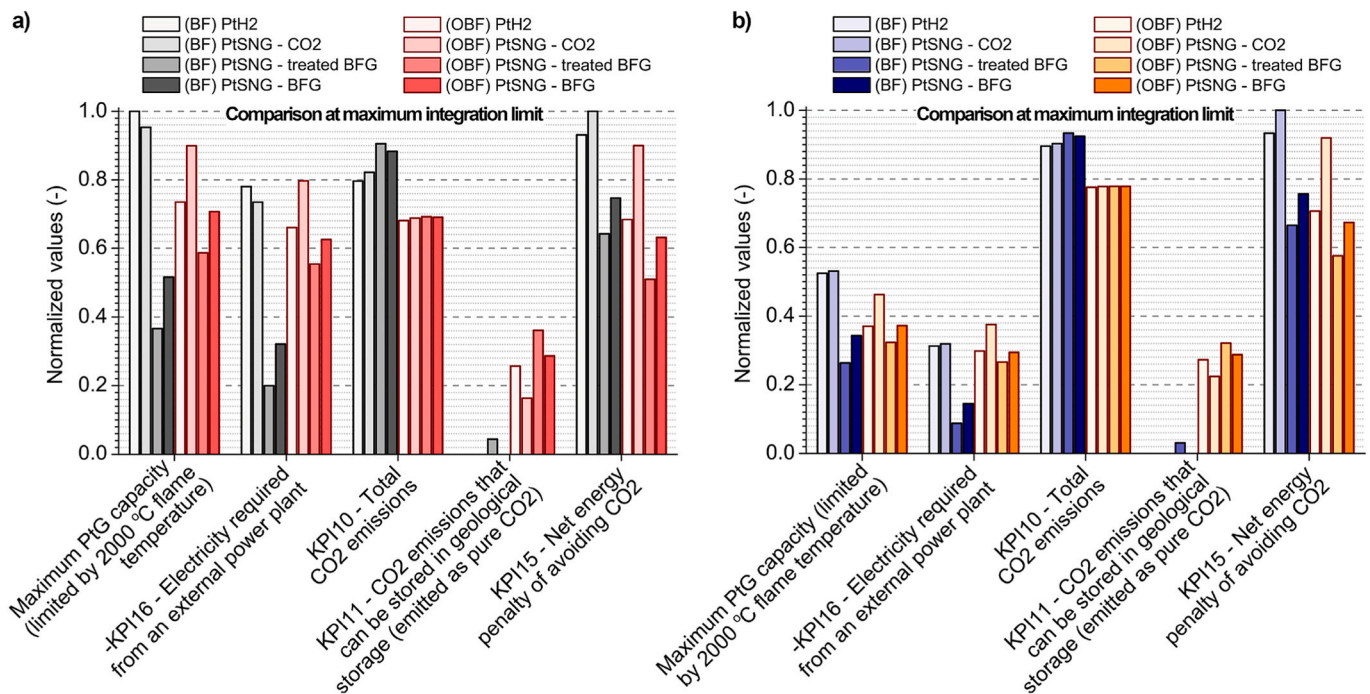 a)
(BF) PtH2
(BF) PtSNG - CO2
(BF) PtSNG - treated BFG
(BF) PtSNG - BFG
(OBF) PtH2
(OBF) PtSNG - CO2
(OBF) PtSNG - treated BFG
(OBF) PtSNG - BFG
Comparison at maximum integration limit
Normalized values (-)
1.0
0.8
0.6
0.4
0.2
0.0
Maximum PtG capacity
(limited by 2000 °C flame
temperature)
-KPI16 - Electricity required
from an external power plant
KPI10 - Total
CO2 emissions
KPI11 - CO2 emissions that
can be stored in geological
storage (emitted as pure CO2)
KPI15 - Net energy
penalty of avoiding CO2
b)
(BF) PtH2
(BF) PtSNG - CO2
(BF) PtSNG - treated BFG
(BF) PtSNG - BFG
(OBF) PtH2
(OBF) PtSNG - CO2
(OBF) PtSNG - treated BFG
(OBF) PtSNG - BFG
Comparison at maximum integration limit
Normalized values (-)
1.0
0.8
0.6
0.4
0.2
0.0
Maximum PtG capacity (limited
by 2000 °C flame temperature)
-KPI16 - Electricity required
from an external power plant
KPI10 - Total
CO2 emissions
KPI11 - CO2 emissions that
can be stored in geological
storage (emitted as pure CO2)
KPI15 - Net energy
penalty of avoiding CO2